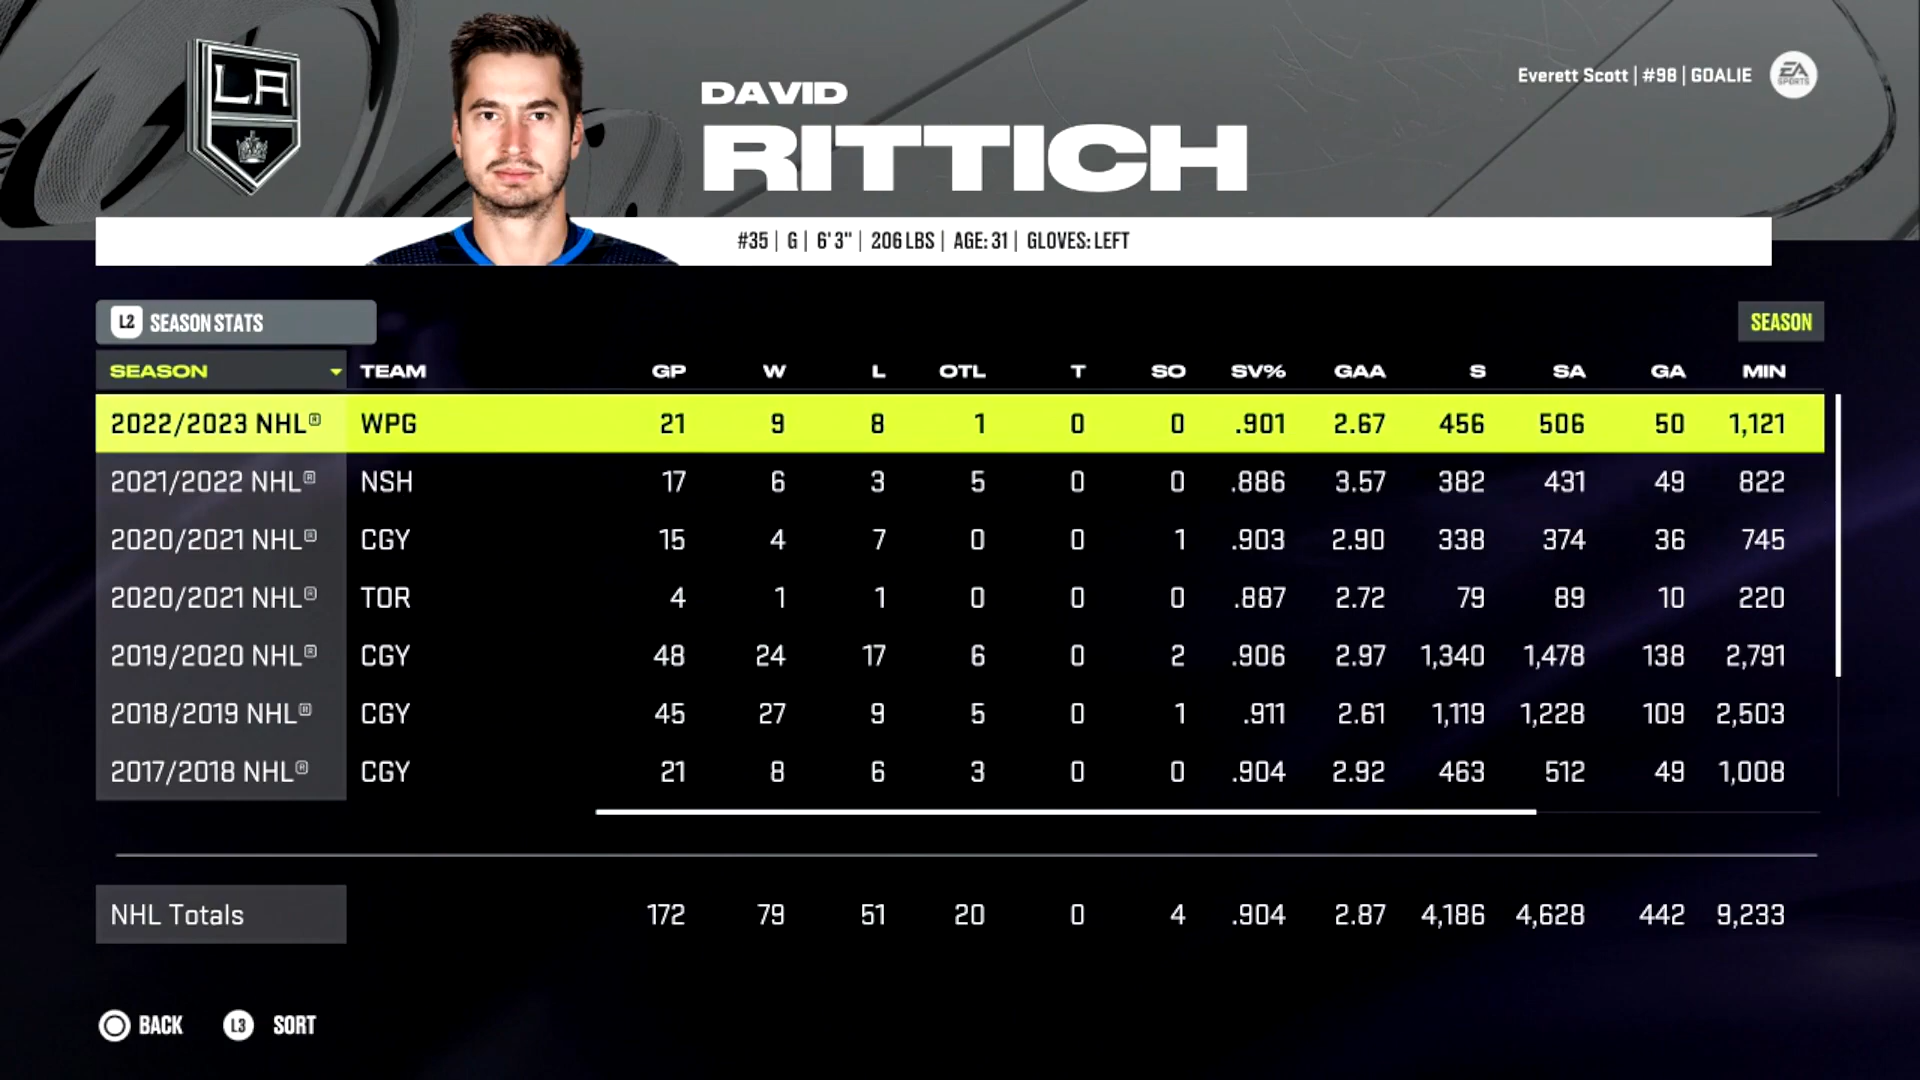 LA
DAVID
RITTICH
Everett Scott | #98 | GOALIE
EA SPORTS
#35 | G | 6' 3" | 206 LBS | AGE: 31 | GLOVES: LEFT
L2 SEASON STATS
SEASON
SEASON TEAM GP W L OTL T SO SV% GAA S SA GA MIN
2022/2023 NHL® WPG 21 9 8 1 0 0 .901 2.67 456 506 50 1,121
2021/2022 NHL® NSH 17 6 3 5 0 0 .886 3.57 382 431 49 822
2020/2021 NHL® CGY 15 4 7 0 0 1 .903 2.90 338 374 36 745
2020/2021 NHL® TOR 4 1 1 0 0 0 .887 2.72 79 89 10 220
2019/2020 NHL® CGY 48 24 17 6 0 2 .906 2.97 1,340 1,478 138 2,791
2018/2019 NHL® CGY 45 27 9 5 0 1 .911 2.61 1,119 1,228 109 2,503
2017/2018 NHL® CGY 21 8 6 3 0 0 .904 2.92 463 512 49 1,008
NHL Totals 172 79 51 20 0 4 .904 2.87 4,186 4,628 442 9,233
BACK L3 SORT